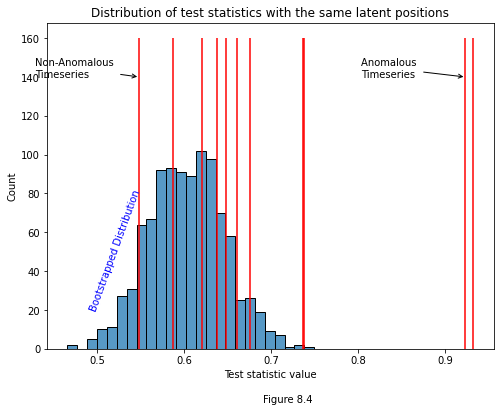 Distribution of test statistics with the same latent positions
160
140
120
100
80
60
40
20
0
Count
Non-Anomalous
Timeseries
Anomalous
Timeseries
Bootstrapped Distribution
0.5
0.6
0.7
0.8
0.9
Test statistic value
Figure 8.4